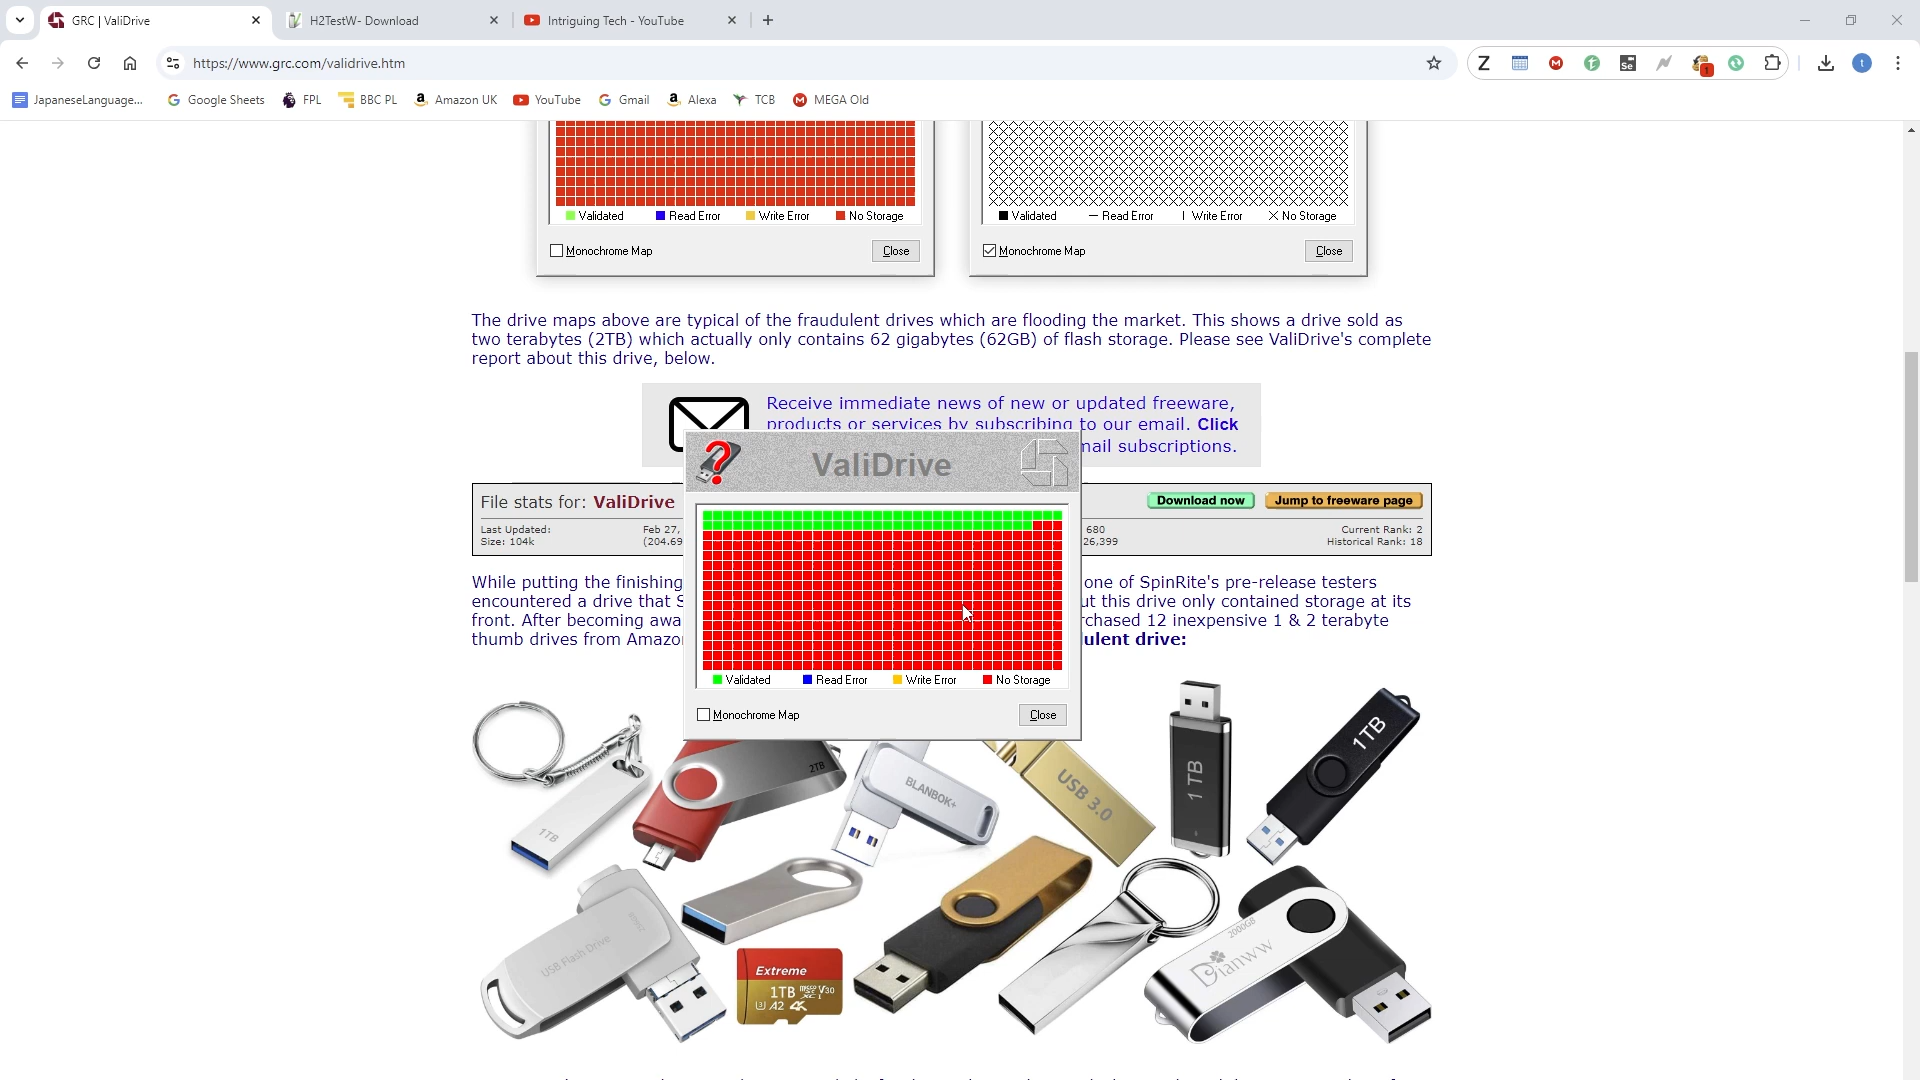 GRC | ValiDrive
H2TestW- Download
Intriguing Tech - YouTube
https://www.grc.com/validrive.htm
JapaneseLanguage...
Google Sheets
FPL
BBC PL
Amazon UK
YouTube
Gmail
Alexa
TCB
MEGA Old
Validated
Read Error
Write Error
No Storage
Monochrome Map
Close
Validated
Read Error
Write Error
No Storage
Monochrome Map
Close
The drive maps above are typical of the fraudulent drives which are flooding the market. This shows a drive sold as
two terabytes (2TB) which actually only contains 62 gigabytes (62GB) of flash storage. Please see ValiDrive's complete
report about this drive, below.
Receive immediate news of new or updated freeware,
products or services by subscribing to our email. Click
mail subscriptions.
ValiDrive
File stats for: ValiDrive
Download now
Jump to freeware page
Last Updated:
Feb 27,
680
Current Rank: 2
Size: 104k
(204.69
26,399
Historical Rank: 18
While putting the finishing
one of SpinRite's pre-release testers
encountered a drive that S
ut this drive only contained storage at its
front. After becoming awa
rchased 12 inexpensive 1 & 2 terabyte
thumb drives from Amazo
ulent drive:
Validated
Read Error
Write Error
No Storage
Monochrome Map
Close
1TB
2TB
BLANBOK+
USB 3.0
1 TB
1TB
USB Flash Drive
Extreme
1TB
micro
SD
XC I
V30
U3 A2 4K
2000GB
Dianww